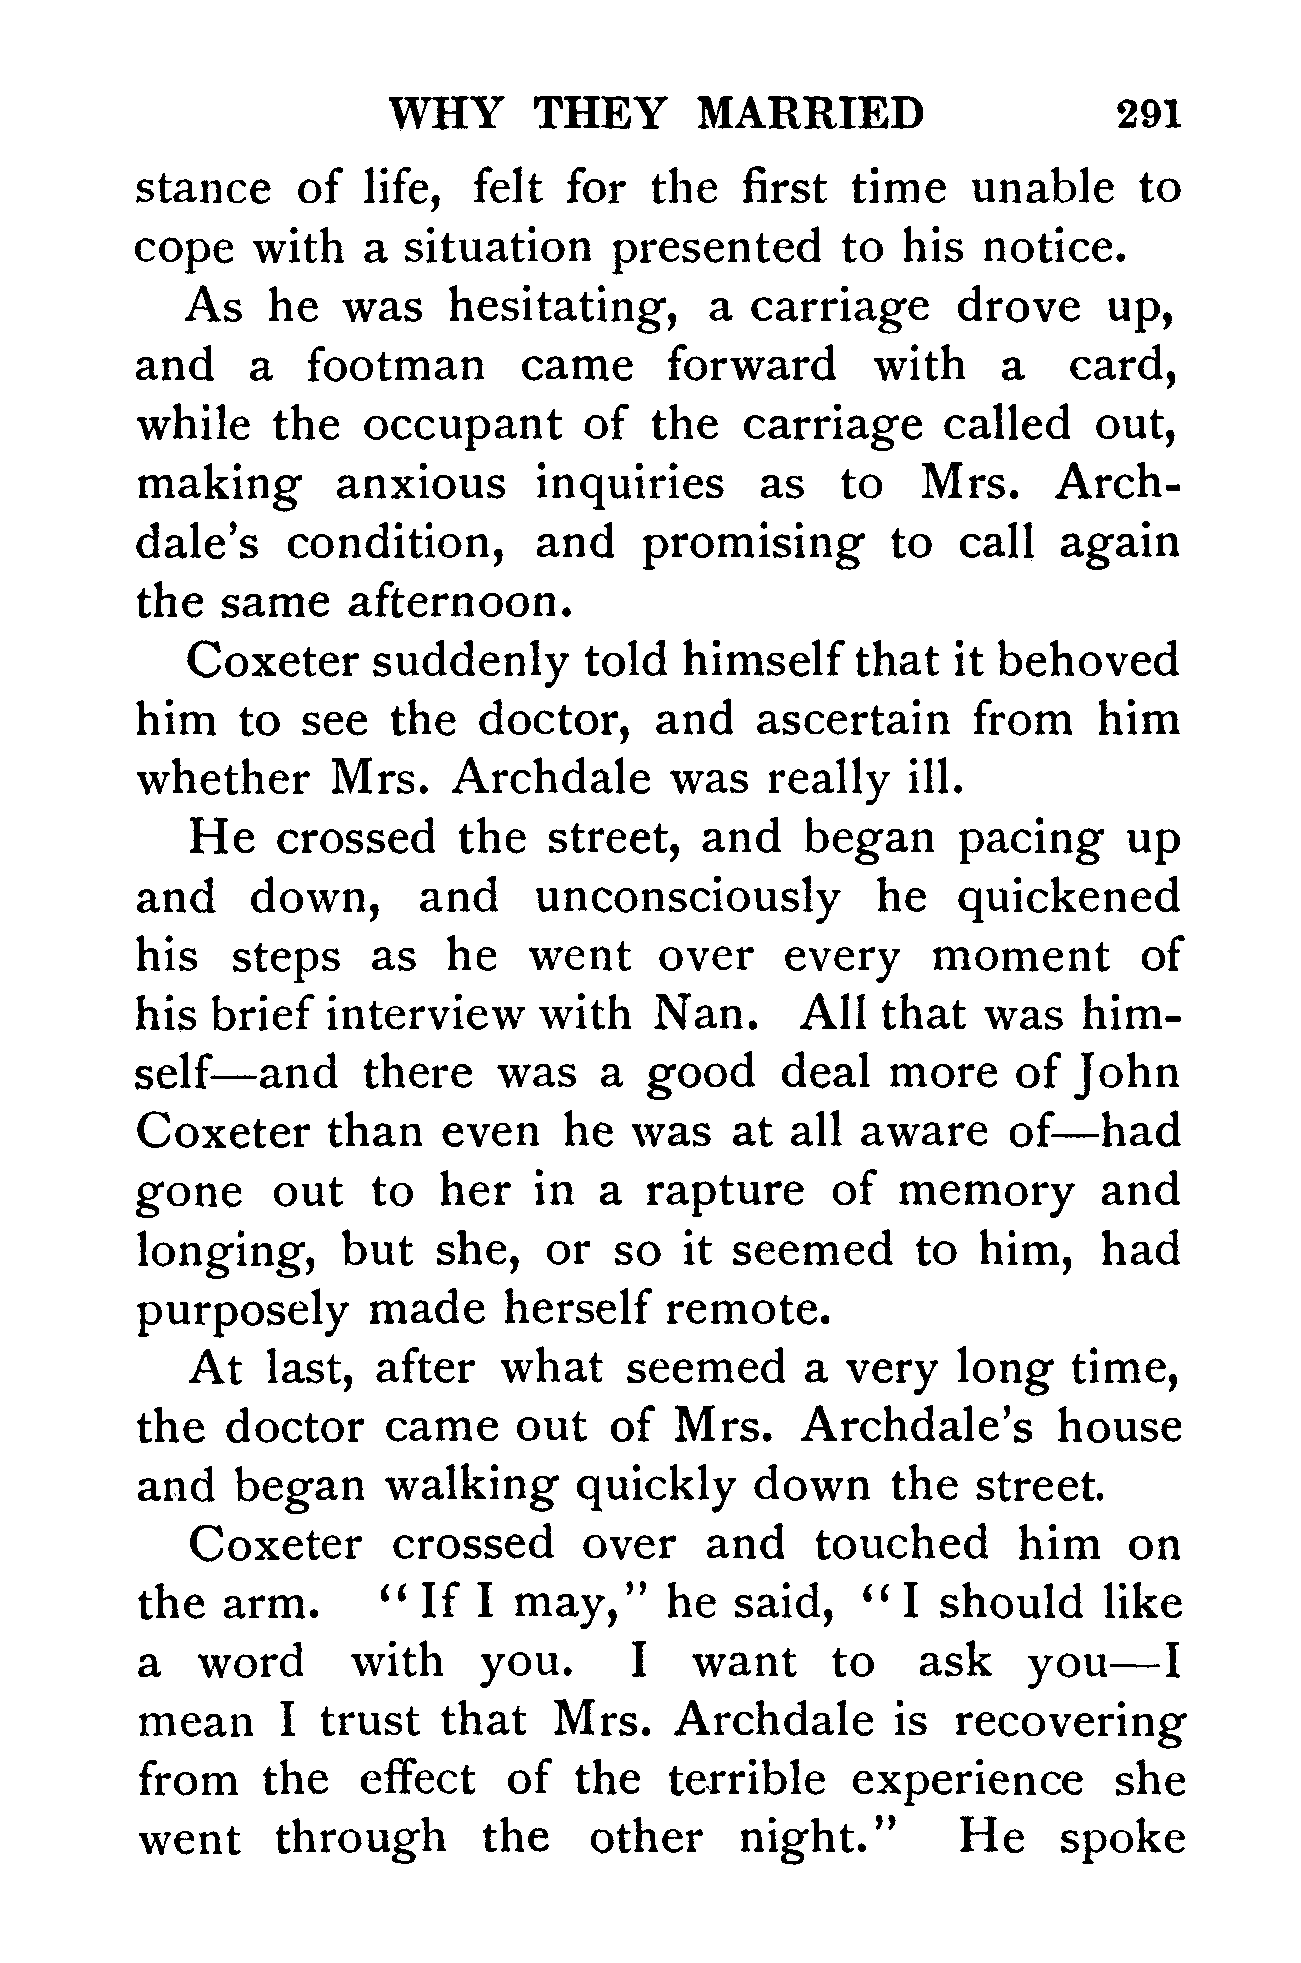 WHY THEY MARRIED 291
stance of life, felt for the first time unable to
cope with a situation presented to his notice.
As he was hesitating, a carriage drove up,
and a footman came forward with a card,
while the occupant of the carriage called out,
making anxious inquiries as to Mrs. Arch-
dale's condition, and promising to call again
the same afternoon.
Coxeter suddenly told himself that it behoved
him to see the doctor, and ascertain from him
whether Mrs. Archdale was really ill.
He crossed the street, and began pacing up
and down, and unconsciously he quickened
his steps as he went over every moment of
his brief interview with Nan. All that was him-
self—and there was a good deal more of John
Coxeter than even he was at all aware of—had
gone out to her in a rapture of memory and
longing, but she, or so it seemed to him, had
purposely made herself remote.
At last, after what seemed a very long time,
the doctor came out of Mrs. Archdale's house
and began walking quickly down the street.
Coxeter crossed over and touched him on
the arm. "If I may," he said, "I should like
a word with you. I want to ask you—I
mean I trust that Mrs. Archdale is recovering
from the effect of the terrible experience she
went through the other night." He spoke